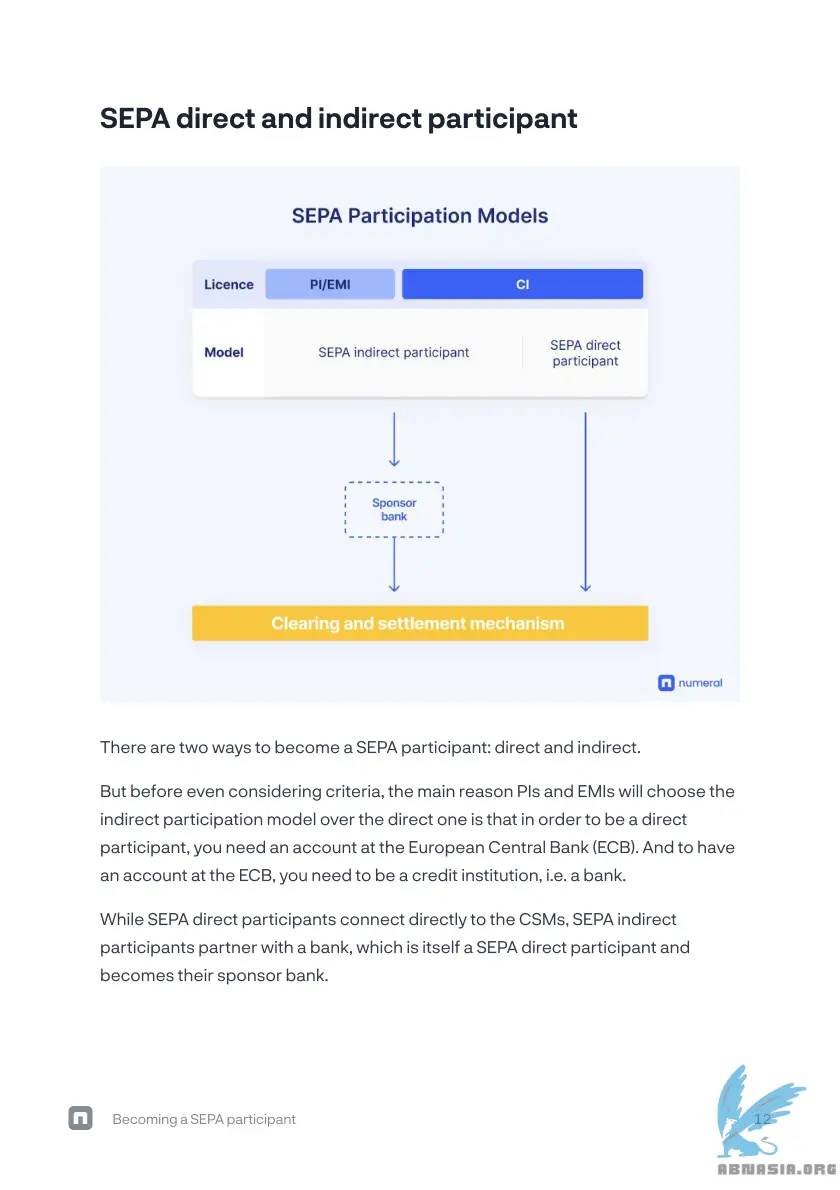 SEPA direct and indirect participant
SEPA Participation Models
Licence PI/EMI CI
Model SEPA indirect participant SEPA direct
participant
Sponsor
bank
Clearing and settlement mechanism
numeral
There are two ways to become a SEPA participant: direct and indirect.
But before even considering criteria, the main reason PIs and EMIs will choose the
indirect participation model over the direct one is that in order to be a direct
participant, you need an account at the European Central Bank (ECB). And to have
an account at the ECB, you need to be a credit institution, i.e. a bank.
While SEPA direct participants connect directly to the CSMs, SEPA indirect
participants partner with a bank, which is itself a SEPA direct participant and
becomes their sponsor bank.
Becoming a SEPA participant 12
ABNASIA.ORG